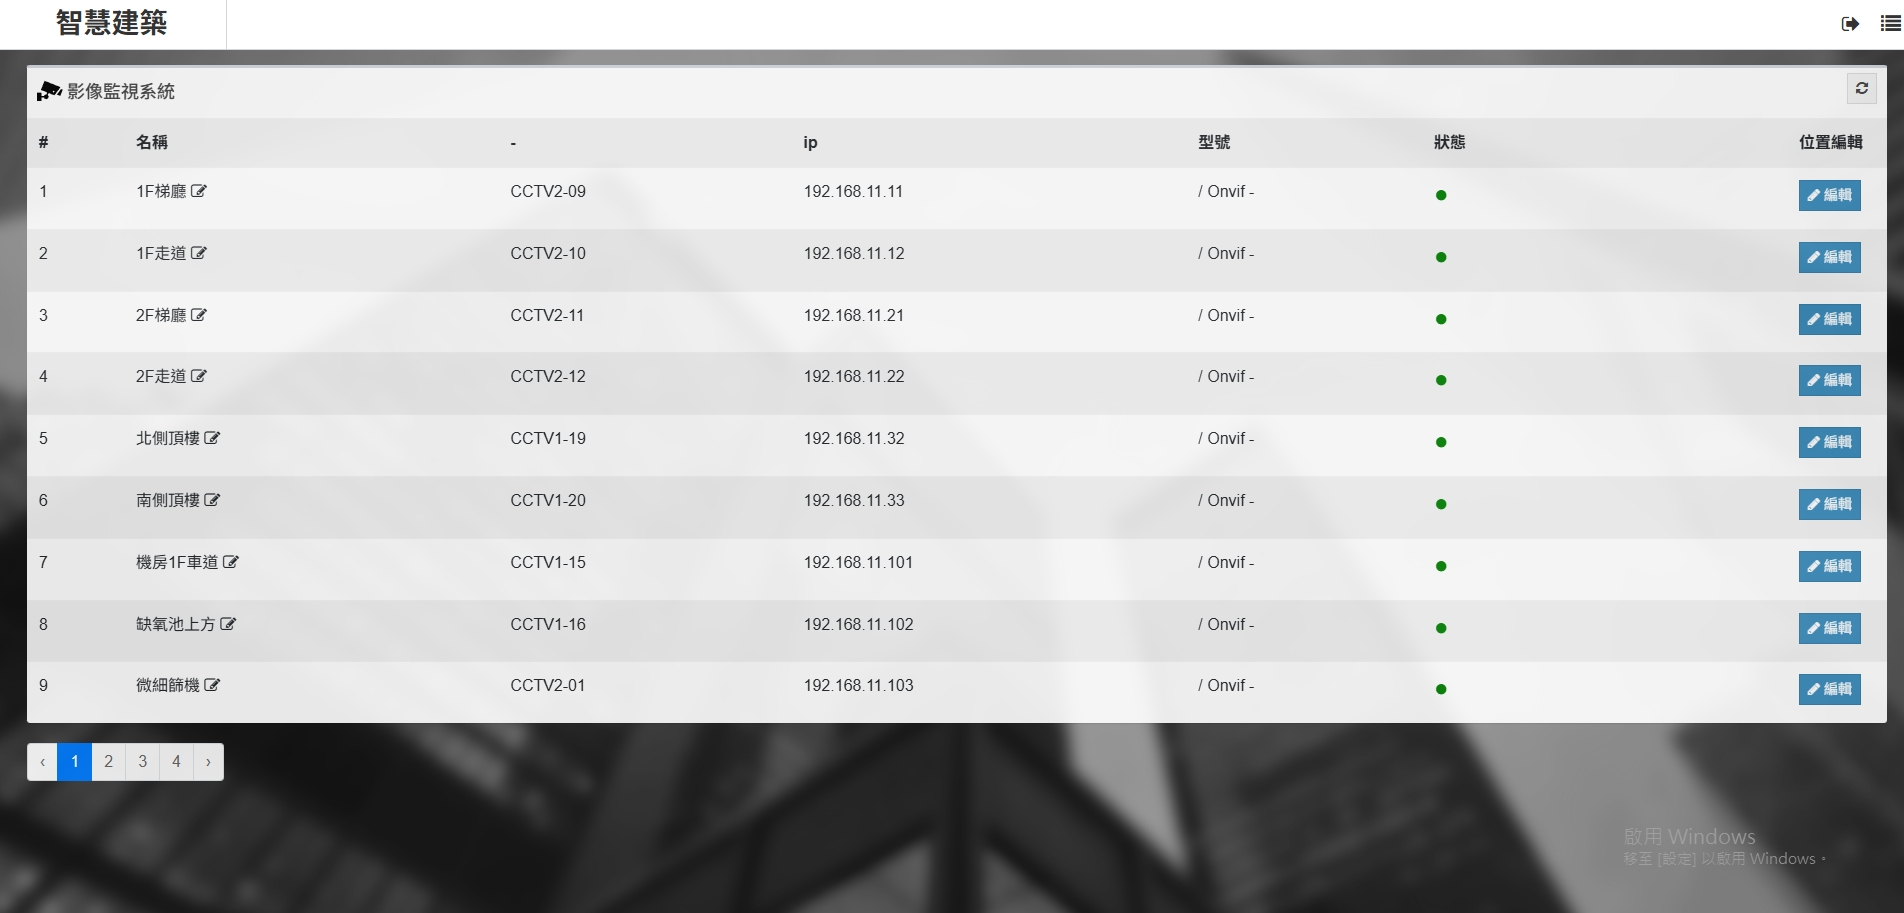 智慧建築
影像監視系統
# 名稱 - ip 型號 狀態 位置編輯
1 1F梯廳 CCTV2-09 192.168.11.11 / Onvif - 編輯
2 1F走道 CCTV2-10 192.168.11.12 / Onvif - 編輯
3 2F梯廳 CCTV2-11 192.168.11.21 / Onvif - 編輯
4 2F走道 CCTV2-12 192.168.11.22 / Onvif - 編輯
5 北側頂樓 CCTV1-19 192.168.11.32 / Onvif - 編輯
6 南側頂樓 CCTV1-20 192.168.11.33 / Onvif - 編輯
7 機房1F車道 CCTV1-15 192.168.11.101 / Onvif - 編輯
8 缺氧池上方 CCTV1-16 192.168.11.102 / Onvif - 編輯
9 微細篩機 CCTV2-01 192.168.11.103 / Onvif - 編輯
‹ 1 2 3 4 ›
啟用 Windows
移至 [設定] 以啟用 Windows。